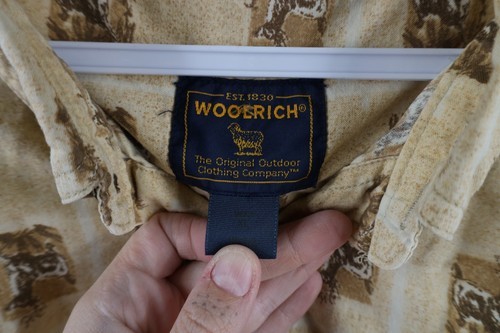 EST. 1830
WOOLRICH®
The Original Outdoor
Clothing Company™